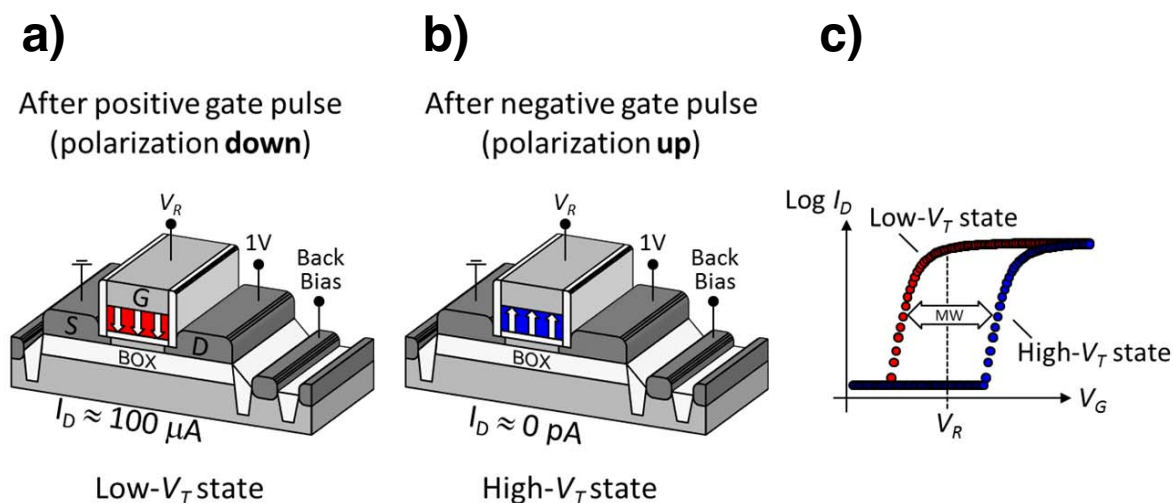 a)
After positive gate pulse
(polarization down)
V_R
1V
Back
Bias
G
S
D
BOX
I_D ≈ 100 μA
Low-V_T state
b)
After negative gate pulse
(polarization up)
V_R
1V
Back
Bias
BOX
I_D ≈ 0 pA
High-V_T state
c)
Log I_D
Low-V_T state
MW
High-V_T state
V_R
V_G